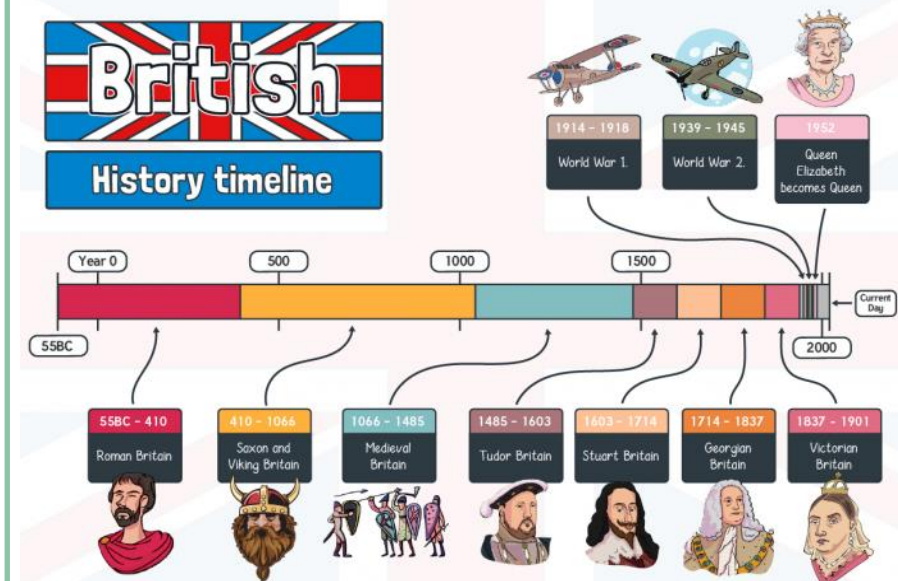 British
History timeline
1914 - 1918
World War 1.
1939 - 1945
World War 2.
1952
Queen
Elizabeth
becomes Queen
Year 0
500
1000
1500
Current
Day
55BC
2000
55BC - 410
Roman Britain
410 - 1066
Saxon and
Viking Britain
1066 - 1485
Medieval
Britain
1485 - 1603
Tudor Britain
1603 - 1714
Stuart Britain
1714 - 1837
Georgian
Britain
1837 - 1901
Victorian
Britain